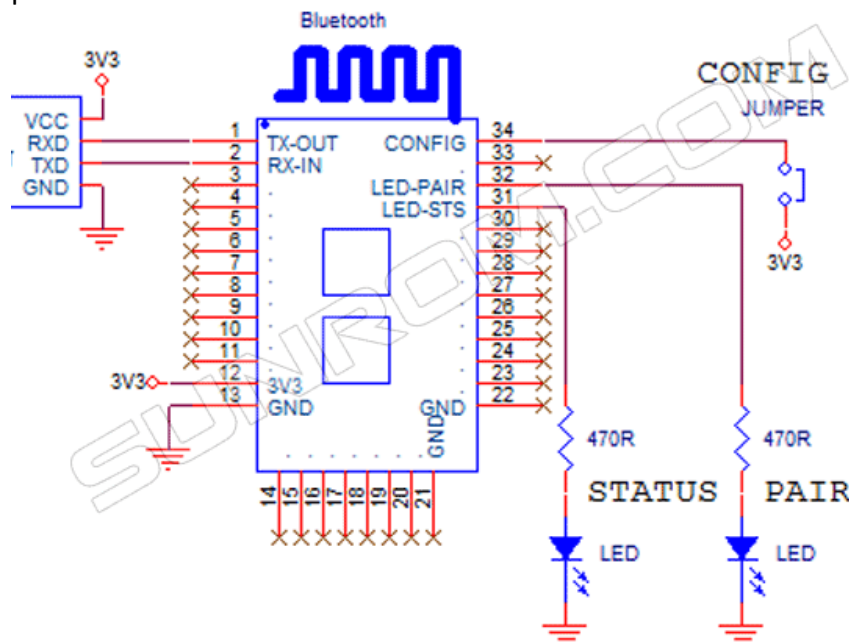 Bluetooth
3V3
CONFIG
JUMPER
VCC
RXD
TXD
GND
1
2
3
4
5
6
7
8
9
10
11
12
13
TX-OUT
RX-IN
3V3
GND
CONFIG
LED-PAIR
LED-STS
GND
GND
34
33
32
31
30
29
28
27
26
25
24
23
22
3V3
3V3
14
15
16
17
18
19
20
21
470R
470R
STATUS
PAIR
LED
LED
SUNROM.COM